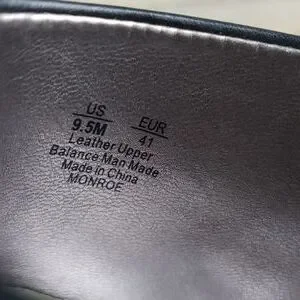 US EUR
9.5M 41
Leather Upper
Balance Man Made
Made in China
MONROE